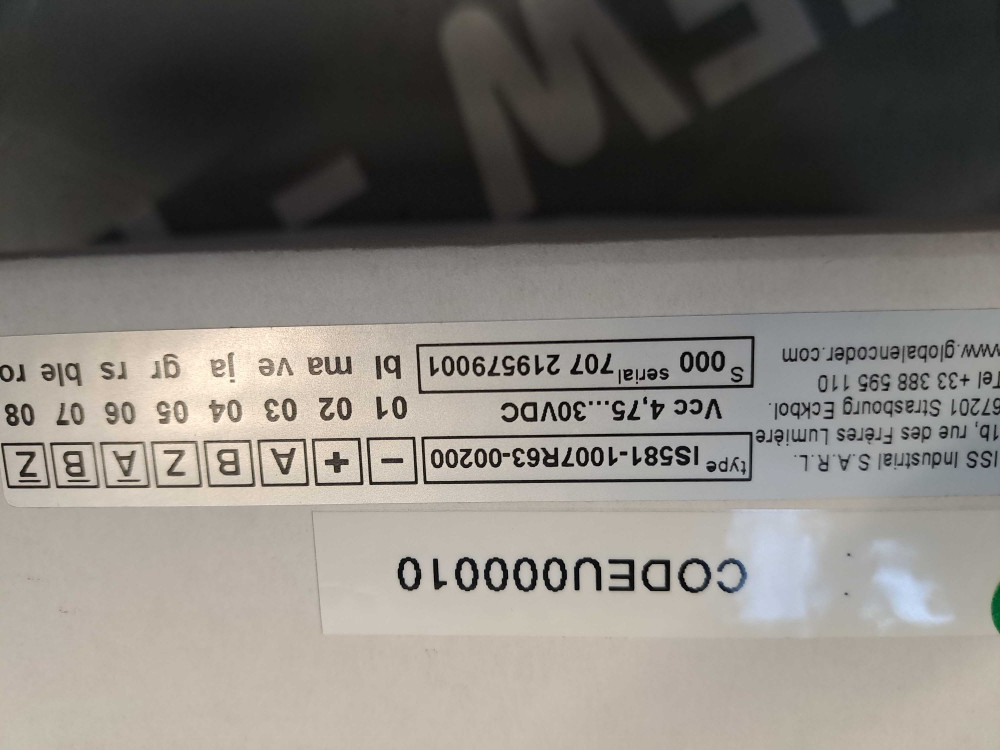 CODEU000010
ISS Industrial S.A.R.L.
1b, rue des Frères Lumière
67201 Strasbourg Eckbol.
Tel +33 388 595 110
www.globalencoder.com
type IS581-1007R63-00200
Vcc 4,75...30VDC
S 000 serial 707 219579001
− + A B Z A̅ B̅ Z̅
01 02 03 04 05 06 07 08
bl ma ve ja gr rs ble ro